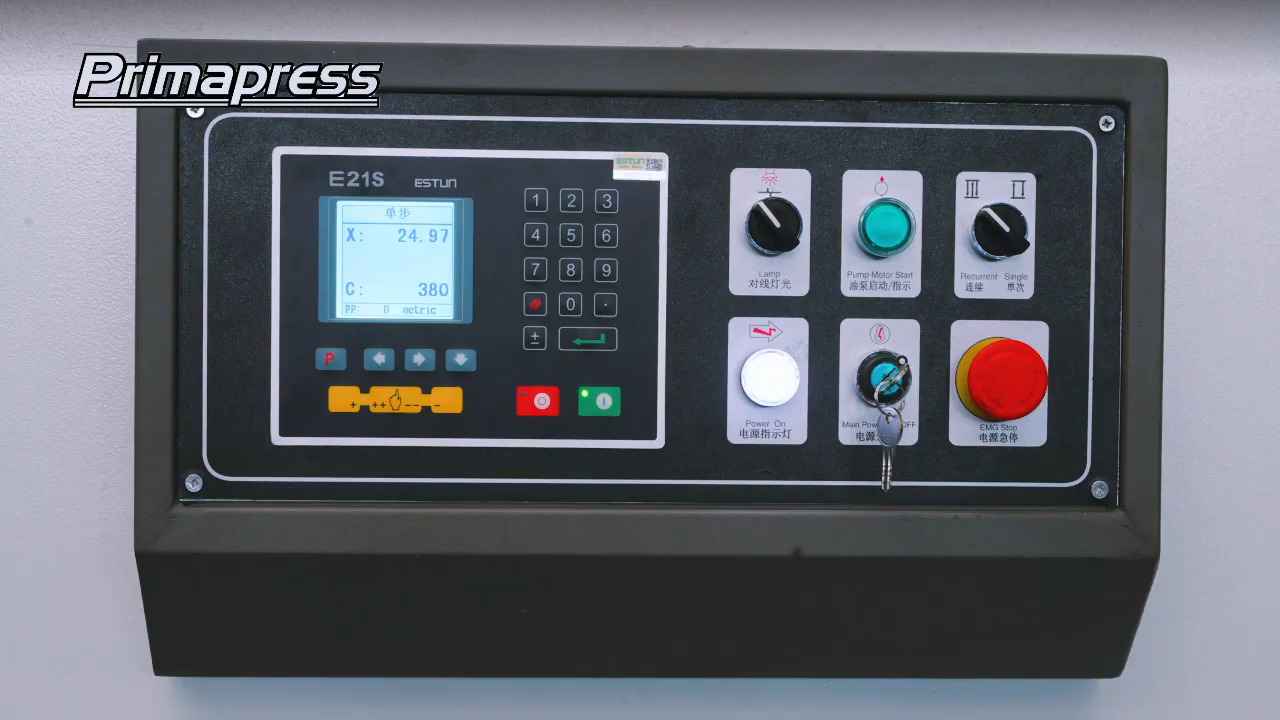 Primapress
E21S
ESTUN
ESTUN
单步
X: 24.97
C: 380
PP: 0 metric
P
+ ++ -- -
1 2 3
4 5 6
7 8 9
0 .
±
Lamp
对线灯光
Pump Motor Start
油泵启动/指示
Recurrent Single
连续 单次
Power On
电源指示灯
Main OFF
电源
EMG Stop
电源急停